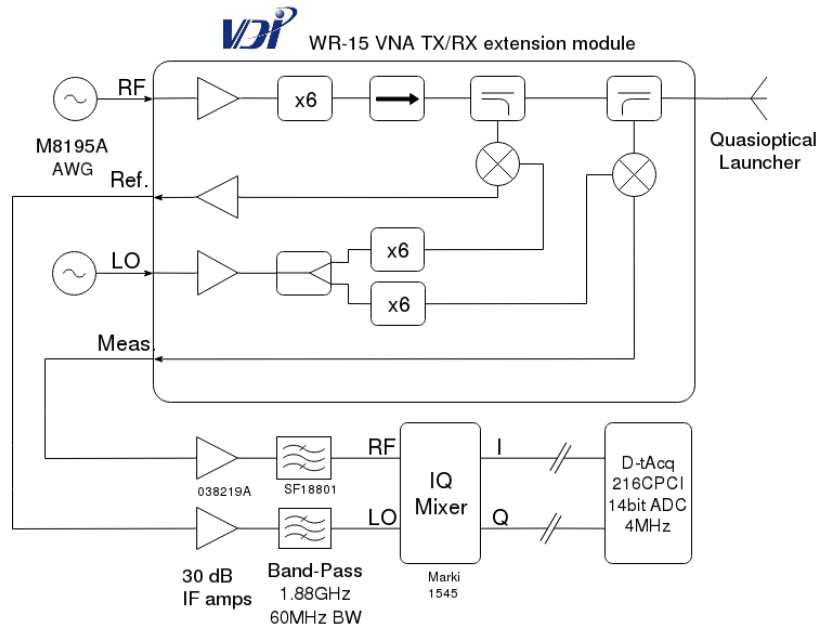 VDI
WR-15 VNA TX/RX extension module
RF
x6
M8195A
AWG
Quasioptical
Launcher
Ref.
x6
LO
x6
Meas.
RF
I
038219A
SF18801
IQ
Mixer
D-tAcq
216CPCI
14bit ADC
4MHz
LO
Q
30 dB
IF amps
Band-Pass
1.88GHz
60MHz BW
Marki
1545